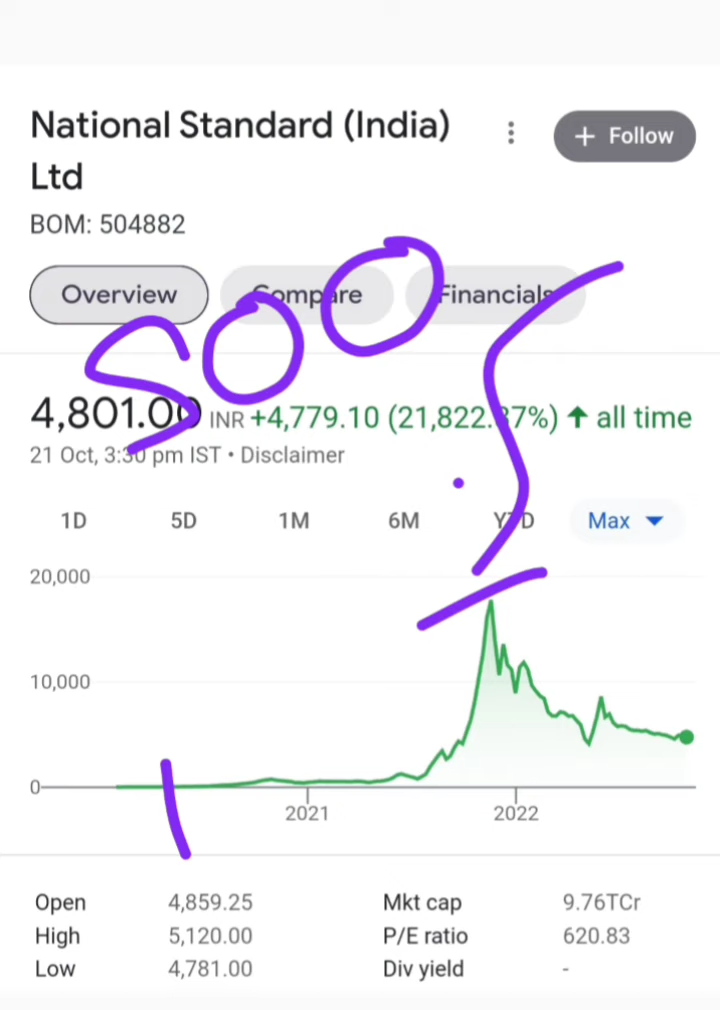 National Standard (India)
Ltd
+ Follow
BOM: 504882
Overview Compare Financials
500
4,801.00 INR +4,779.10 (21,822.37%) ↑ all time
21 Oct, 3:30 pm IST • Disclaimer
1D 5D 1M 6M YTD Max
20,000
10,000
0
2021 2022
Open 4,859.25 Mkt cap 9.76TCr
High 5,120.00 P/E ratio 620.83
Low 4,781.00 Div yield -